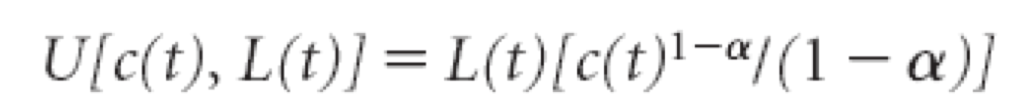 U[c(t), L(t)] = L(t)[c(t)¹⁻ᵅ/(1 − α)]